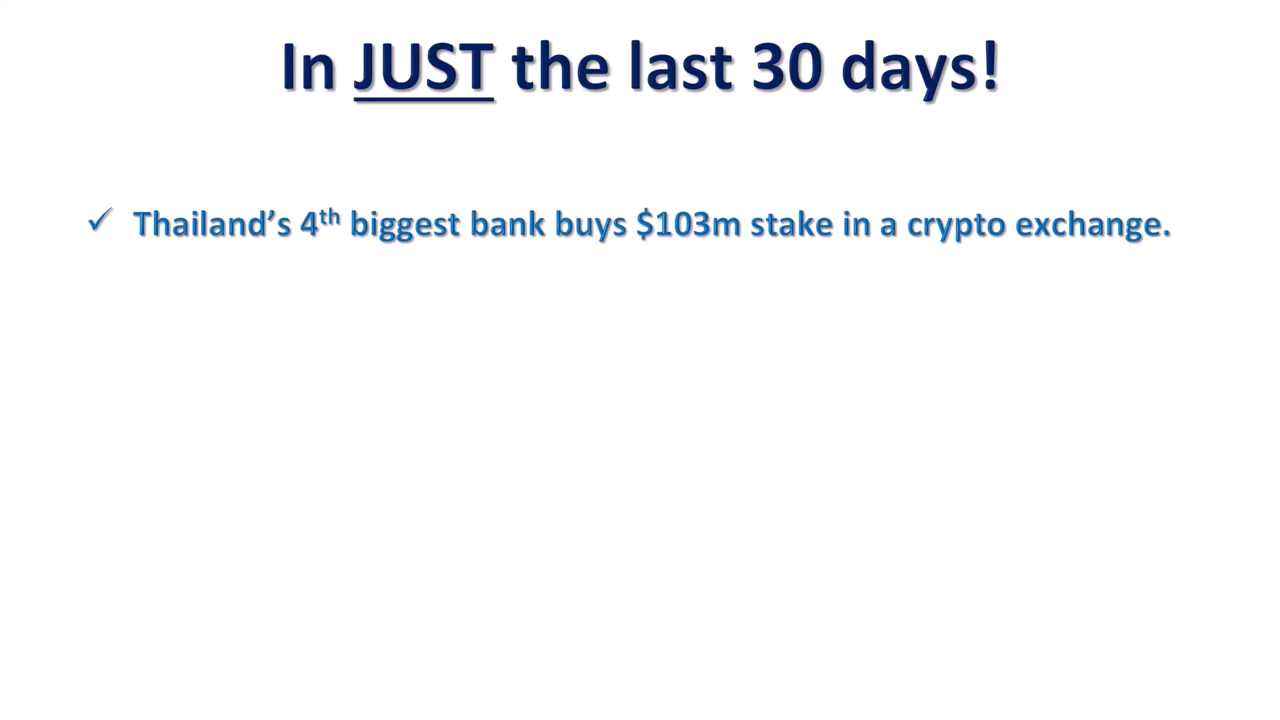 In JUST the last 30 days!
✓ Thailand’s 4th biggest bank buys $103m stake in a crypto exchange.